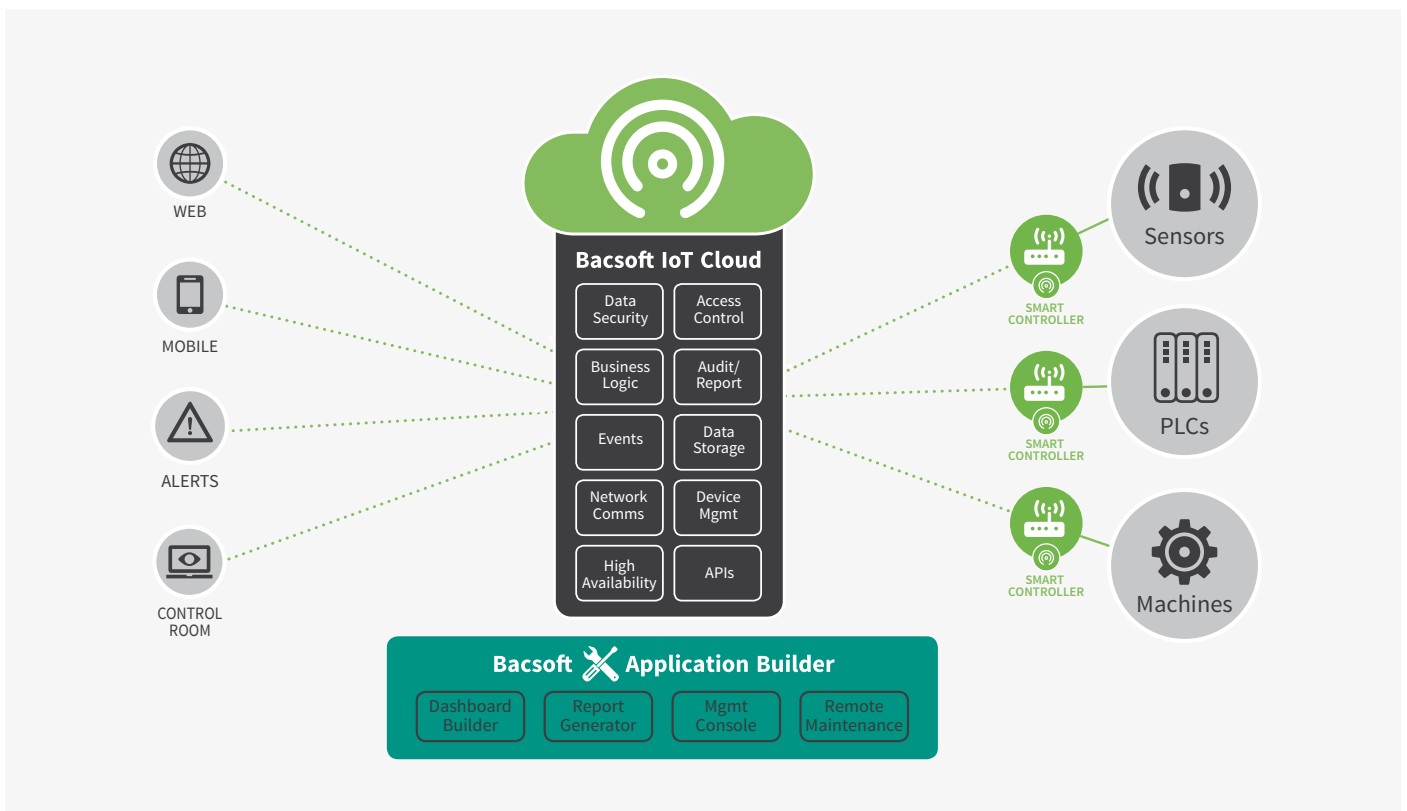 WEB
MOBILE
ALERTS
CONTROL
ROOM
Bacsoft IoT Cloud
Data
Security
Access
Control
Business
Logic
Audit/
Report
Events
Data
Storage
Network
Comms
Device
Mgmt
High
Availability
APIs
SMART
CONTROLLER
Sensors
SMART
CONTROLLER
PLCs
SMART
CONTROLLER
Machines
Bacsoft Application Builder
Dashboard
Builder
Report
Generator
Mgmt
Console
Remote
Maintenance